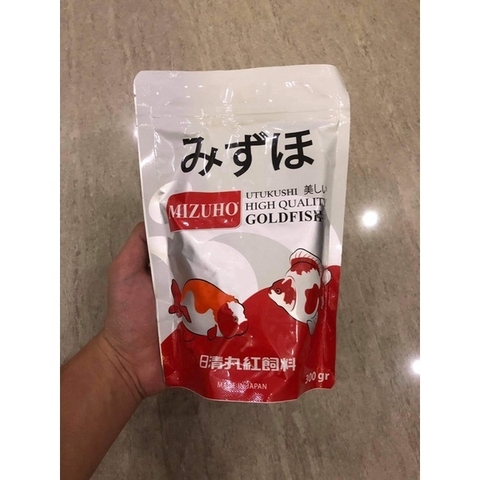 みずほ
MIZUHO
UTUKUSHI 美しい
HIGH QUALITY
GOLDFISH
日清丸紅飼料
MADE IN JAPAN
300 gr